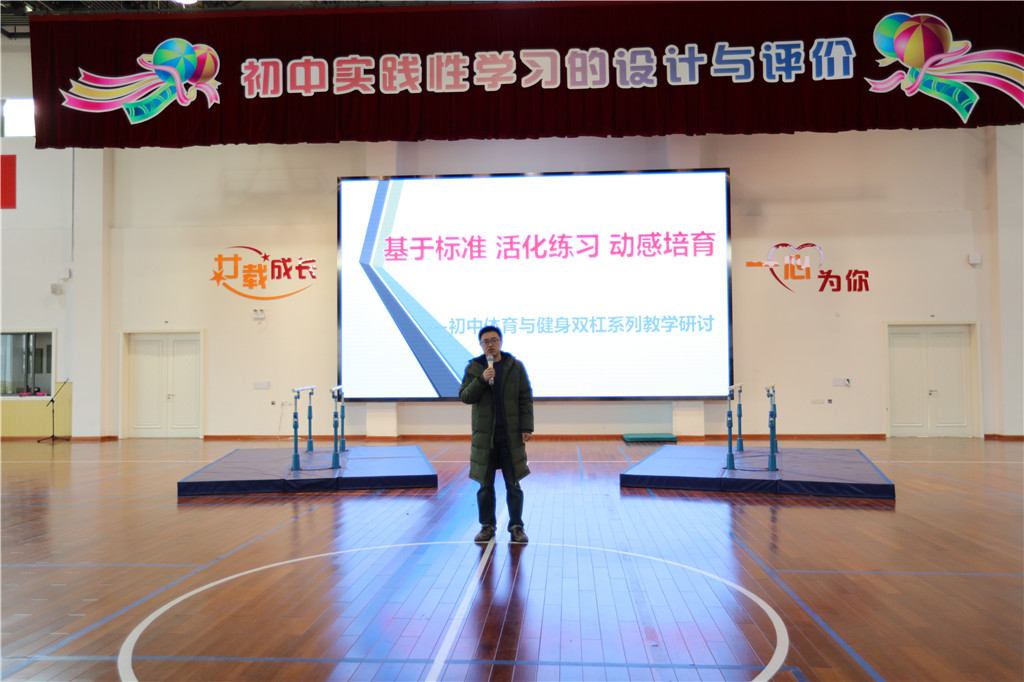 初中实践性学习的设计与评价
基于标准 活化练习 动感培育
初中体育与健身双杠系列教学研讨
廿载成长
一心为你